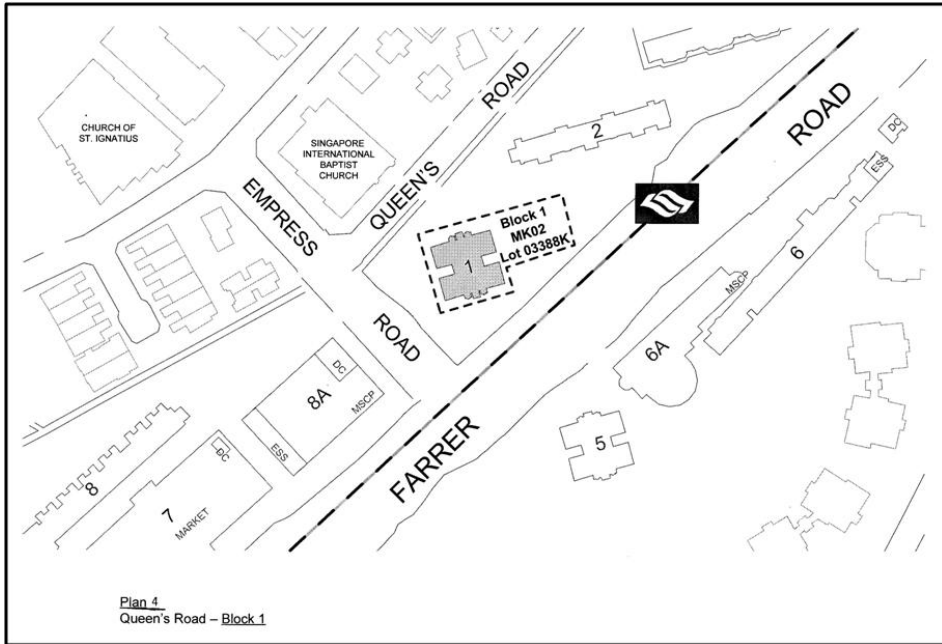 CHURCH OF
ST. IGNATIUS
SINGAPORE
INTERNATIONAL
BAPTIST
CHURCH
QUEEN'S ROAD
EMPRESS ROAD
2
ROAD
DC
ESS
6
Block 1
MK02
Lot 03388K
1
MSCP
6A
DC
8A
MSCP
ESS
FARRER
5
8
DC
7
MARKET
Plan 4
Queen's Road – Block 1